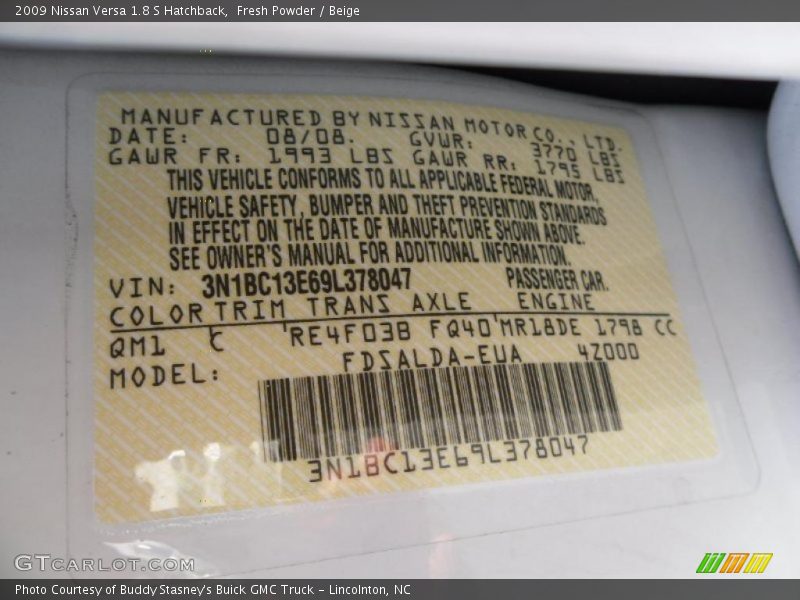 2009 Nissan Versa 1.8 S Hatchback,  Fresh Powder / Beige
MANUFACTURED BY NISSAN MOTOR CO., LTD.
DATE: 08/08. GVWR: 3770 LBS
GAWR FR: 1993 LBS GAWR RR: 1795 LBS
THIS VEHICLE CONFORMS TO ALL APPLICABLE FEDERAL MOTOR,
VEHICLE SAFETY, BUMPER AND THEFT PREVENTION STANDARDS
IN EFFECT ON THE DATE OF MANUFACTURE SHOWN ABOVE.
SEE OWNER'S MANUAL FOR ADDITIONAL INFORMATION.
VIN: 3N1BC13E69L378047 PASSENGER CAR.
COLOR TRIM TRANS AXLE ENGINE
QM1 C RE4F03B FQ40 MR18DE 1798 CC
MODEL: FDSALDA-EUA 4Z000
3N1BC13E69L378047
GTCARLOT.COM
Photo Courtesy of Buddy Stasney's Buick GMC Truck – Lincolnton, NC